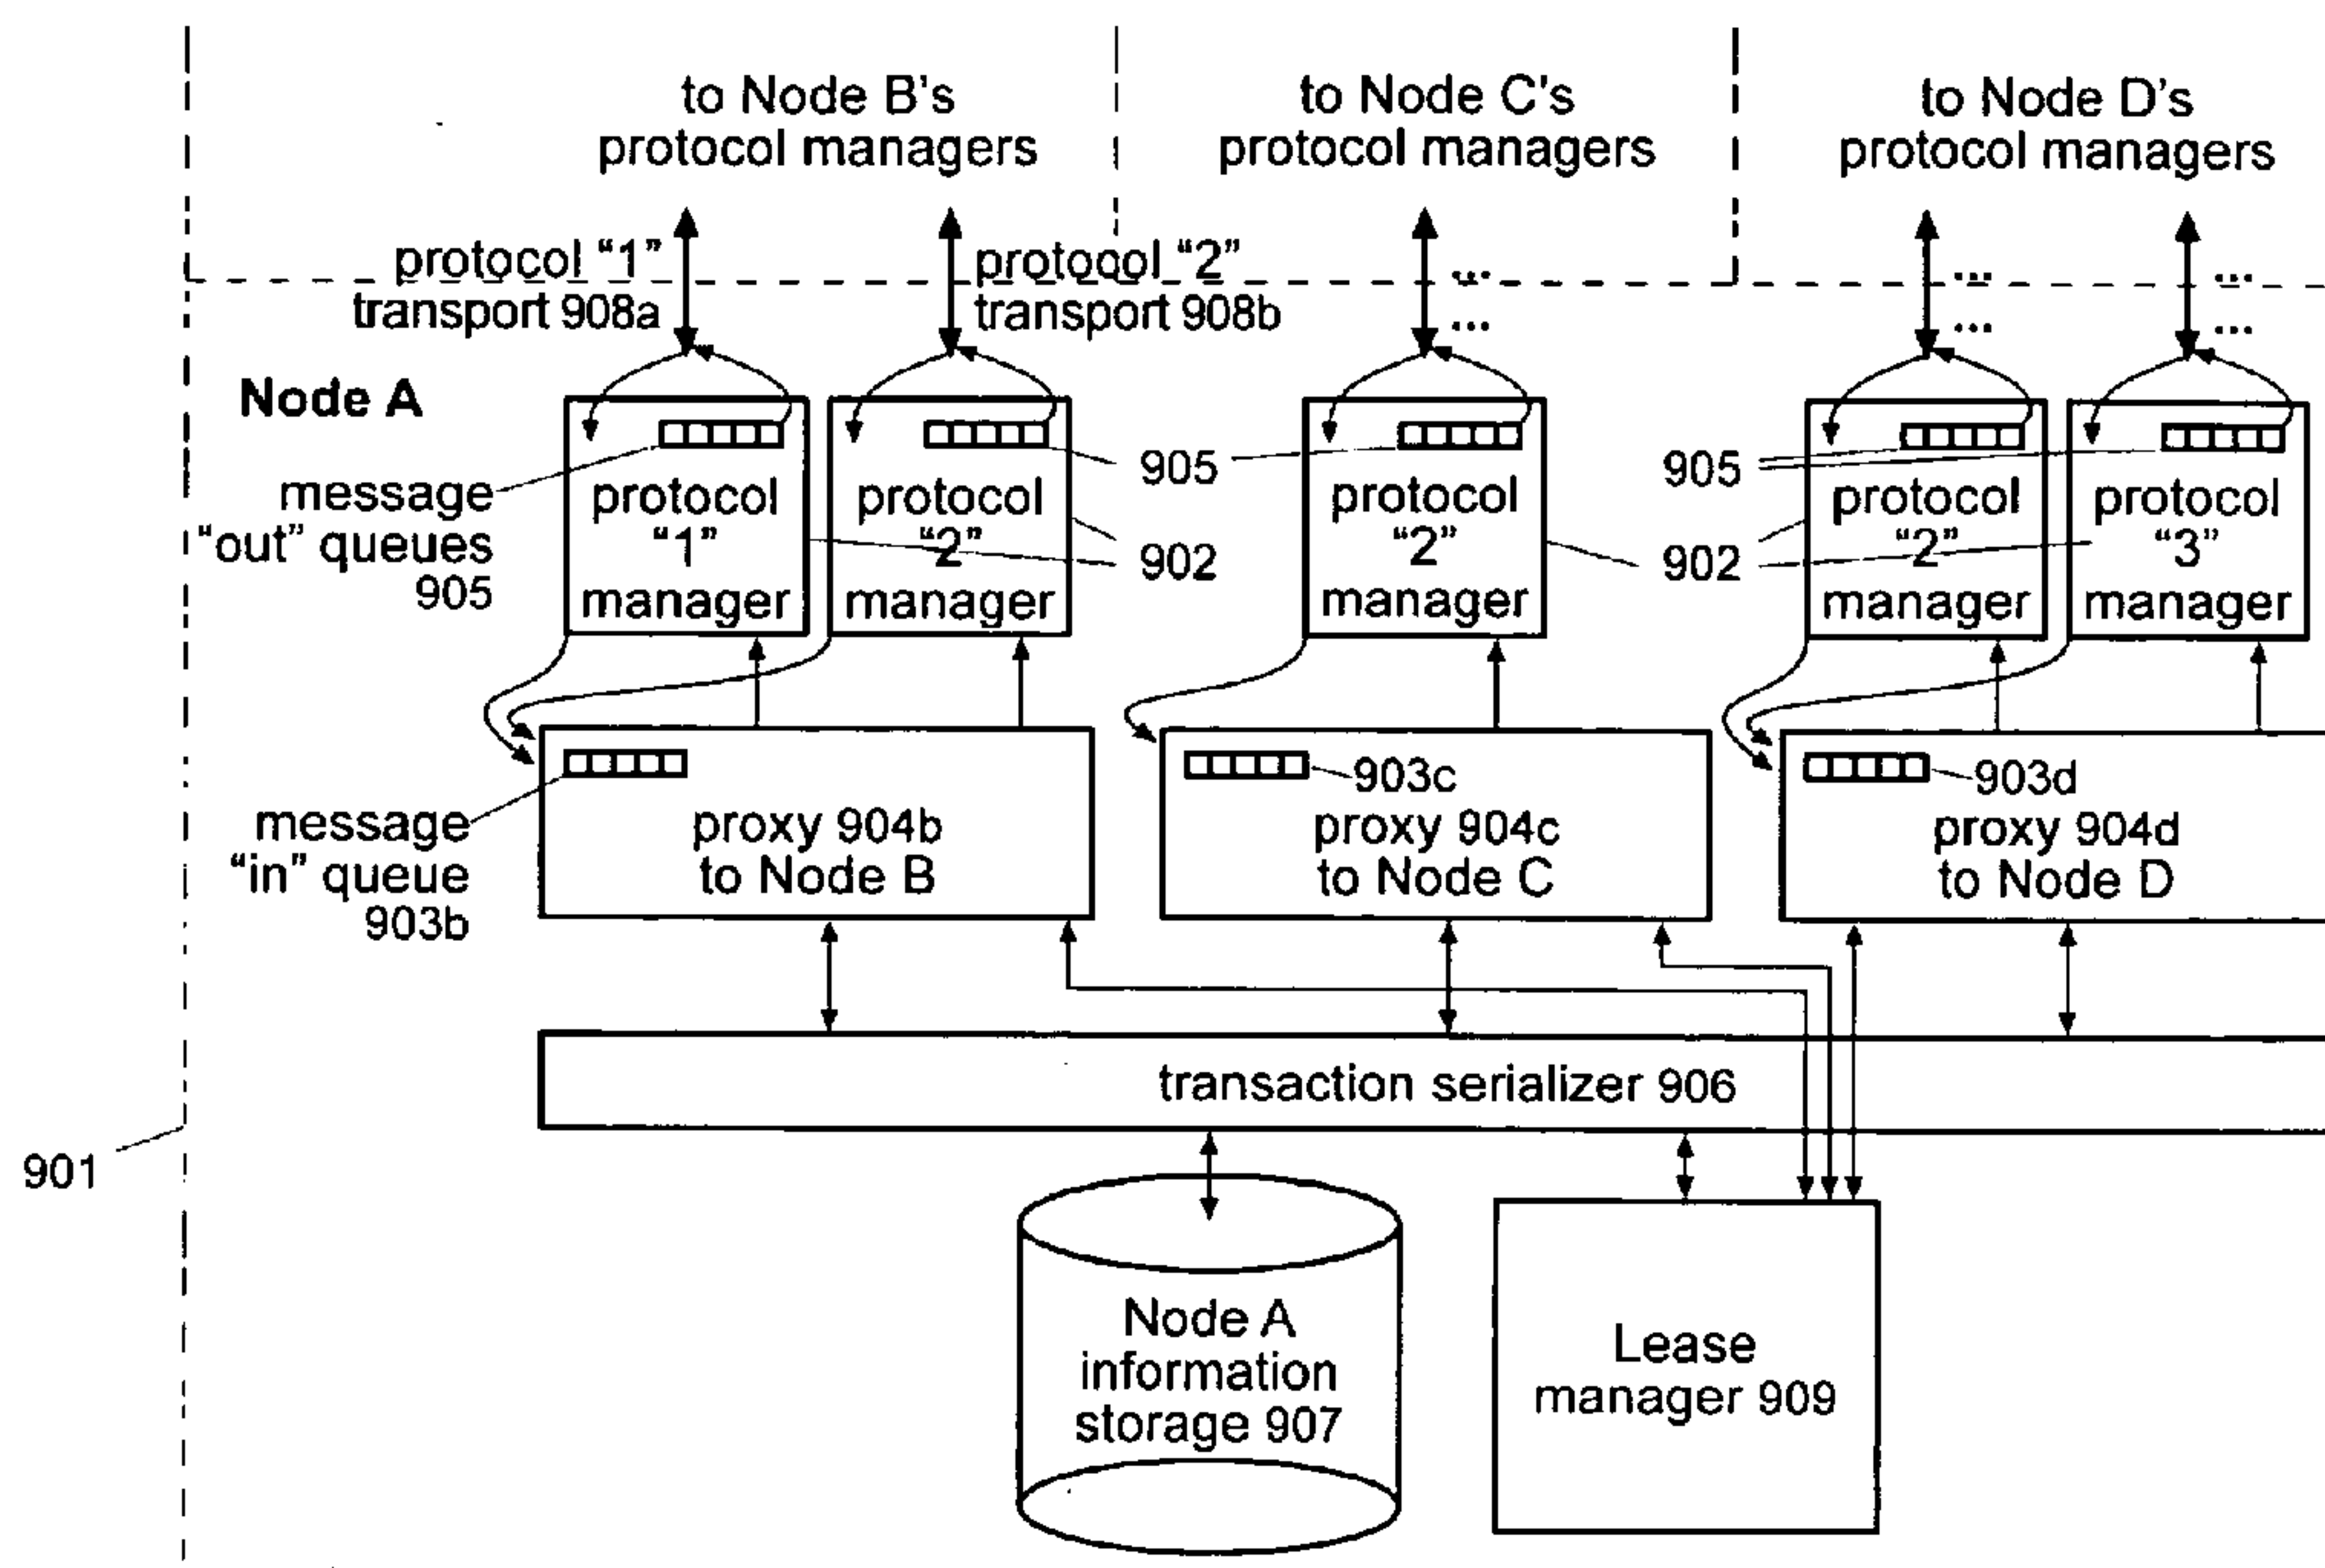 to Node B's
protocol managers
to Node C's
protocol managers
to Node D's
protocol managers
protocol “1”
transport 908a
protocol “2”
transport 908b
...
...
...
...
...
...
Node A
message
“out” queues
905
protocol
“1”
manager
protocol
“2”
manager
905
902
protocol
“2”
manager
905
902
protocol
“2”
manager
protocol
“3”
manager
message
“in” queue
903b
proxy 904b
to Node B
903c
proxy 904c
to Node C
903d
proxy 904d
to Node D
transaction serializer 906
901
Node A
information
storage 907
Lease
manager 909